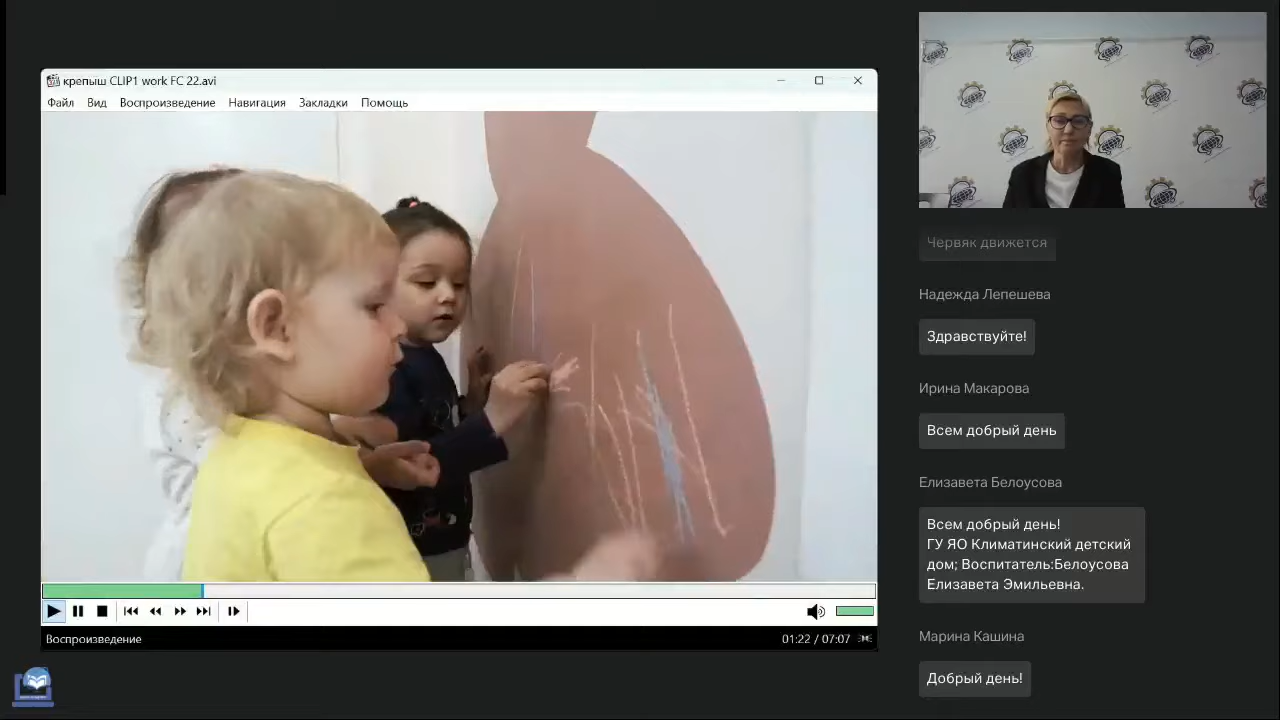 крепыш CLIP1 work FC 22.avi
Файл Вид Воспроизведение Навигация Закладки Помощь
Воспроизведение
01:22 / 07:07
Червяк движется
Надежда Лепешева
Здравствуйте!
Ирина Макарова
Всем добрый день
Елизавета Белоусова
Всем добрый день!
ГУ ЯО Климатинский детский
дом; Воспитатель:Белоусова
Елизавета Эмильевна.
Марина Кашина
Добрый день!